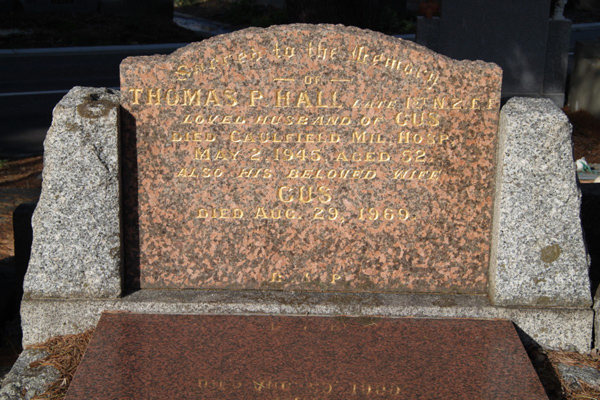 Sacred to the Memory
OF
THOMAS P. HALL LATE 1ST N.Z.E.F.
LOVED HUSBAND OF GUS
DIED CAULFIELD MIL. HOSP.
MAY 2, 1945 AGED 52.
ALSO HIS BELOVED WIFE
GUS
DIED AUG. 29, 1969.